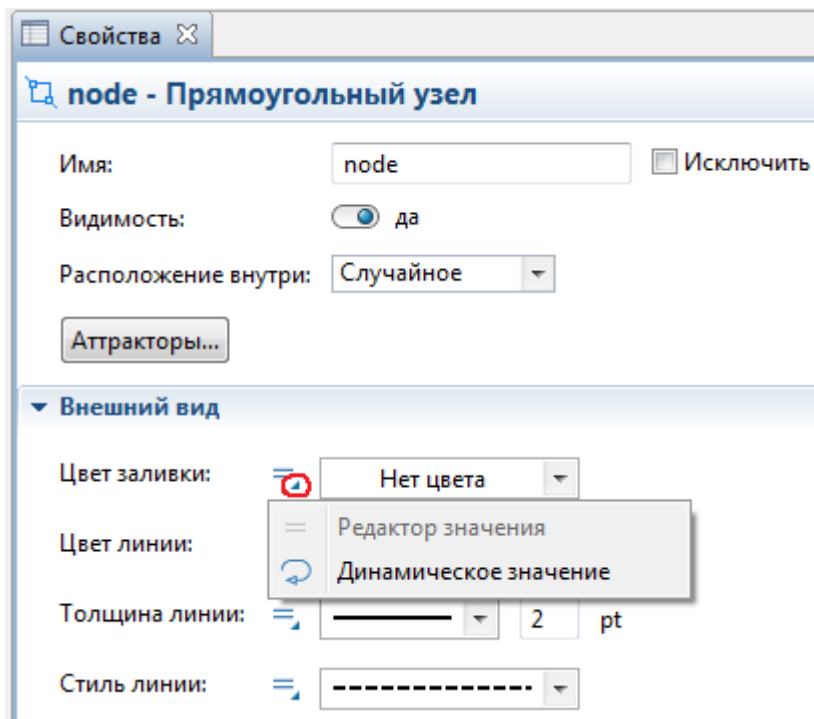 Свойства
node - Прямоугольный узел
Имя: node Исключить
Видимость: да
Расположение внутри: Случайное
Аттракторы...
Внешний вид
Цвет заливки: Нет цвета
Редактор значения
Цвет линии:
Динамическое значение
Толщина линии: 2 pt
Стиль линии: